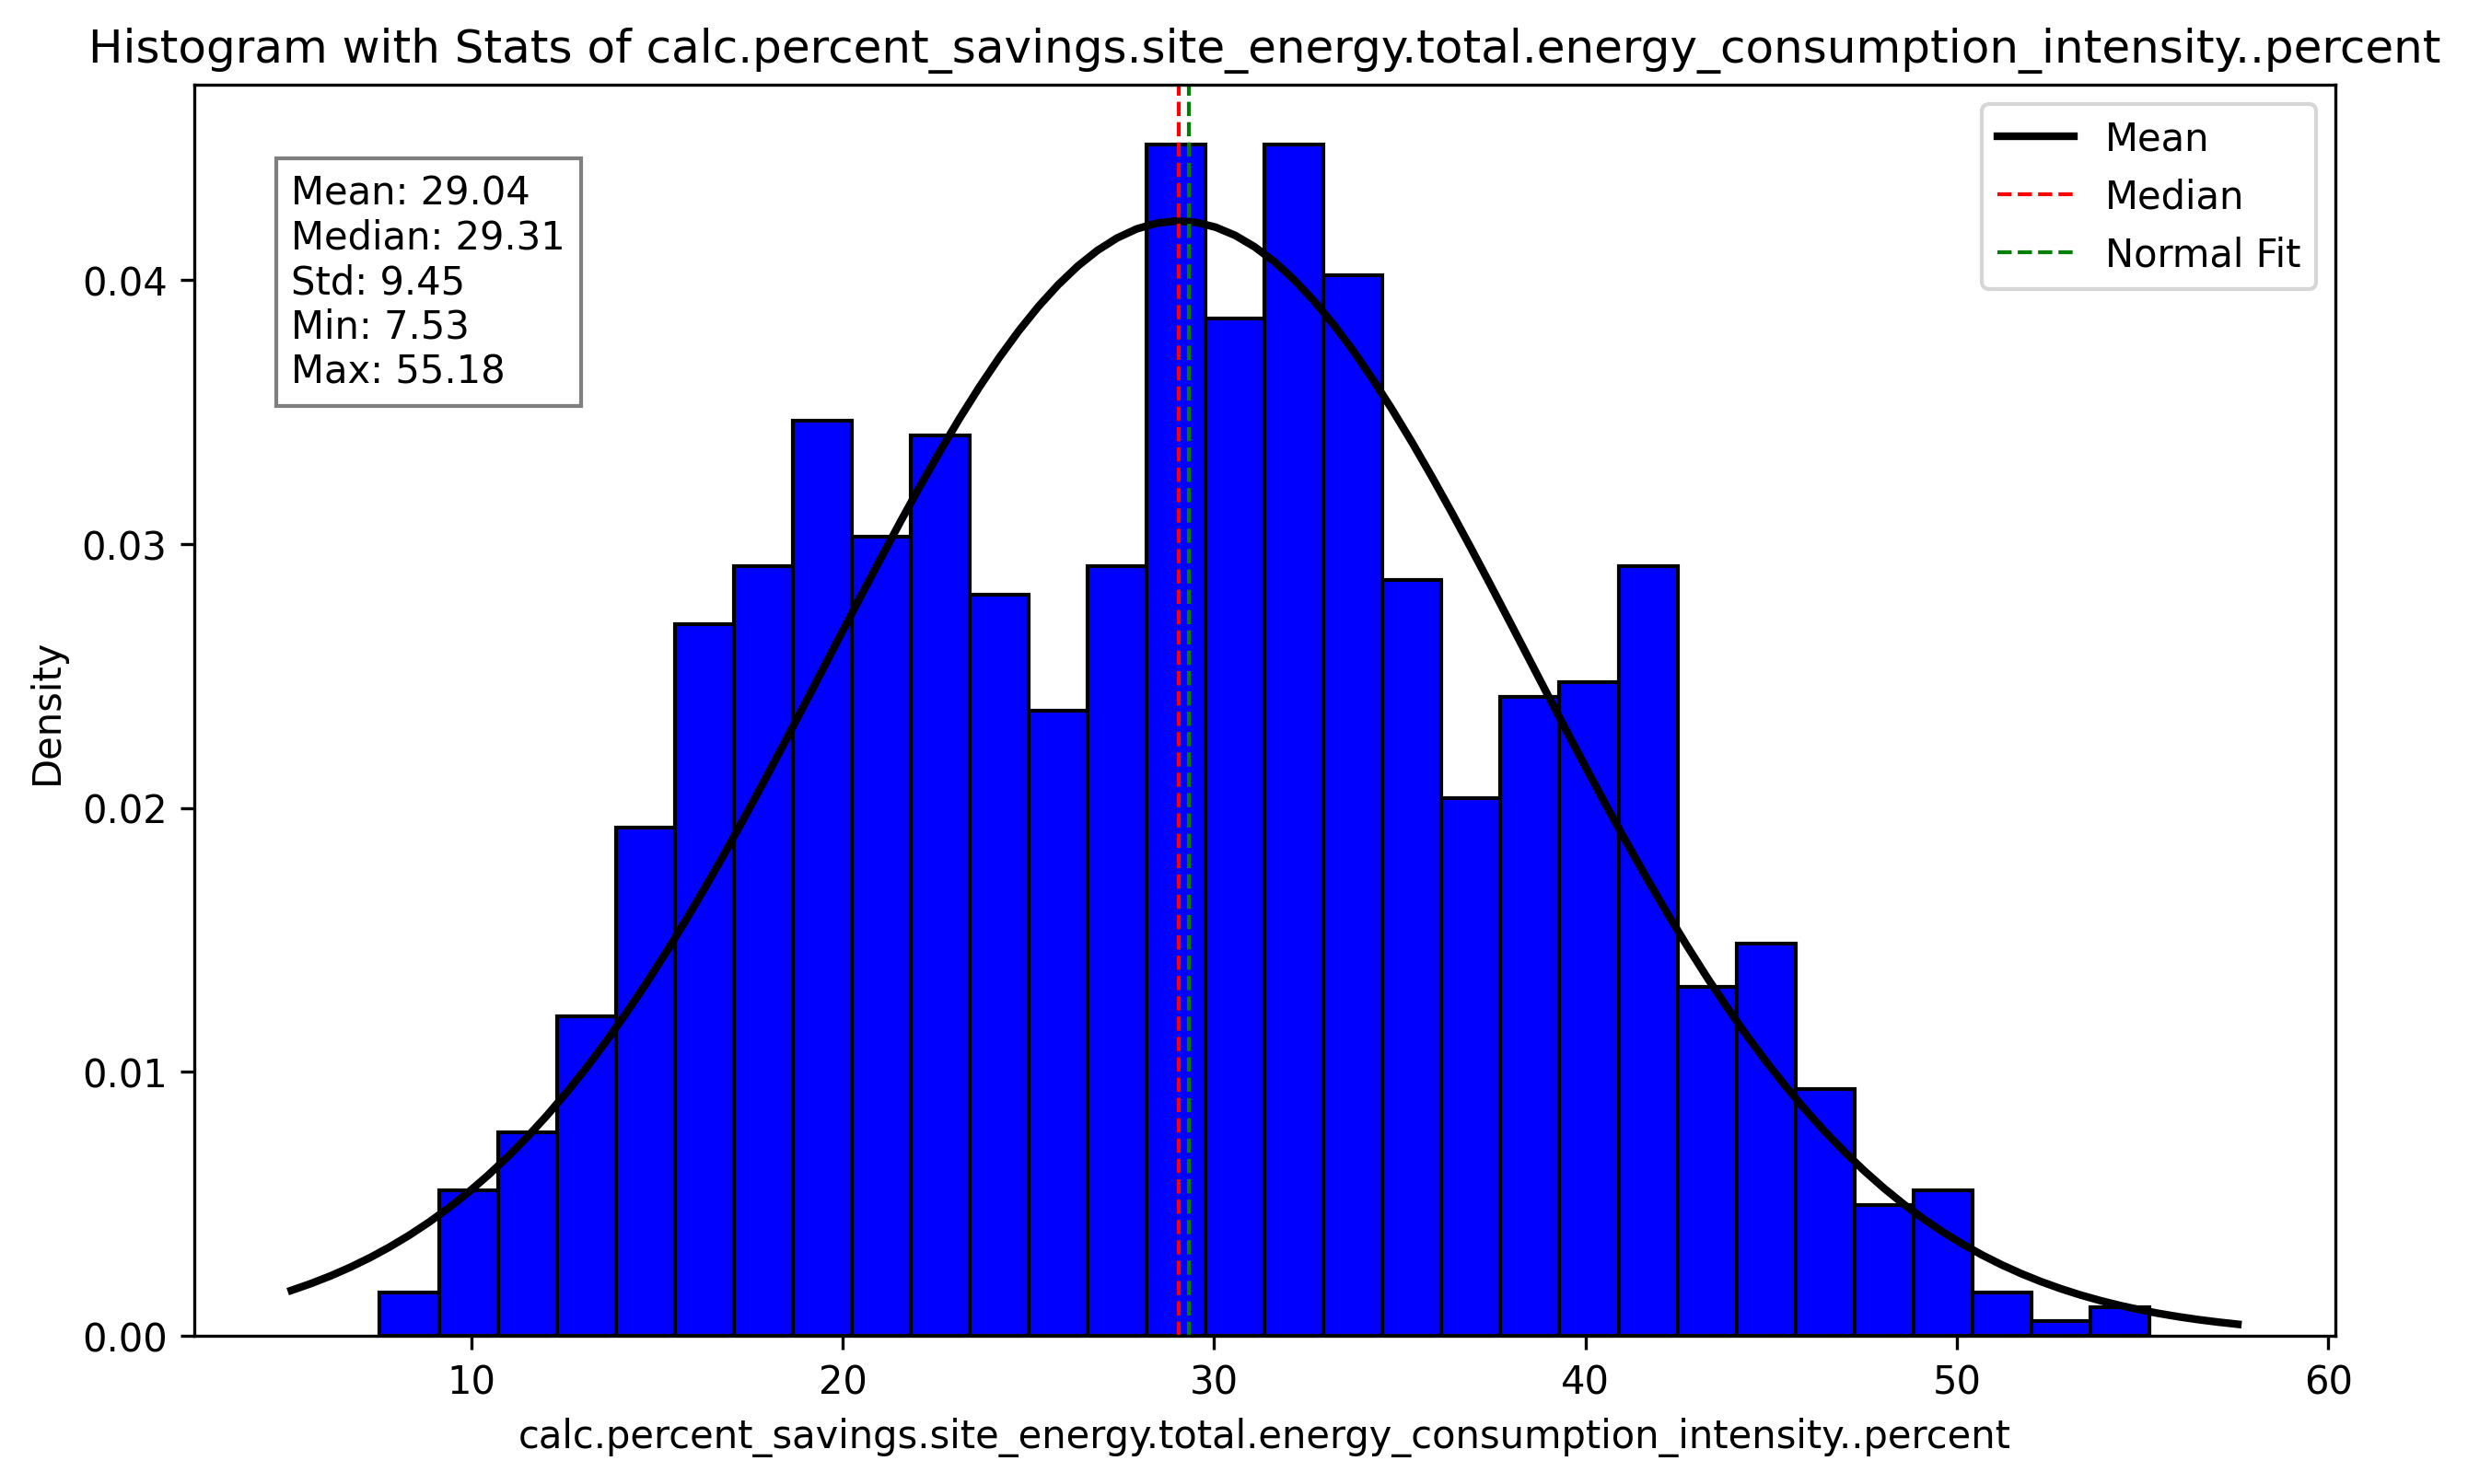 Histogram with Stats of calc.percent_savings.site_energy.total.energy_consumption_intensity..percent
Mean: 29.04
Median: 29.31
Std: 9.45
Min: 7.53
Max: 55.18
Mean
Median
Normal Fit
Density
0.04
0.03
0.02
0.01
0.00
10
20
30
40
50
60
calc.percent_savings.site_energy.total.energy_consumption_intensity..percent